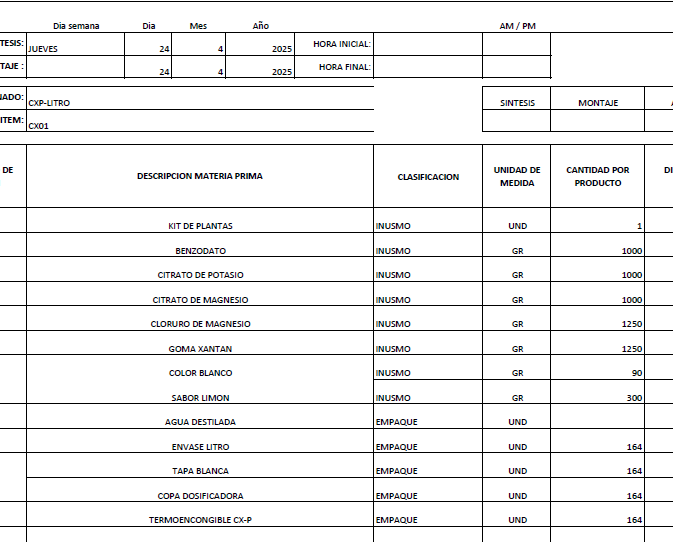 Dia semana Dia Mes Año AM / PM
TESIS: JUEVES 24 4 2025 HORA INICIAL:
TAJE : 24 4 2025 HORA FINAL:
NADO: CXP-LITRO SINTESIS MONTAJE
ITEM: CX01
DE DESCRIPCION MATERIA PRIMA CLASIFICACION UNIDAD DE MEDIDA CANTIDAD POR PRODUCTO DI
KIT DE PLANTAS INUSMO UND 1
BENZODATO INUSMO GR 1000
CITRATO DE POTASIO INUSMO GR 1000
CITRATO DE MAGNESIO INUSMO GR 1000
CLORURO DE MAGNESIO INUSMO GR 1250
GOMA XANTAN INUSMO GR 1250
COLOR BLANCO INUSMO GR 90
SABOR LIMON INUSMO GR 300
AGUA DESTILADA EMPAQUE UND
ENVASE LITRO EMPAQUE UND 164
TAPA BLANCA EMPAQUE UND 164
COPA DOSIFICADORA EMPAQUE UND 164
TERMOENCONGIBLE CX-P EMPAQUE UND 164